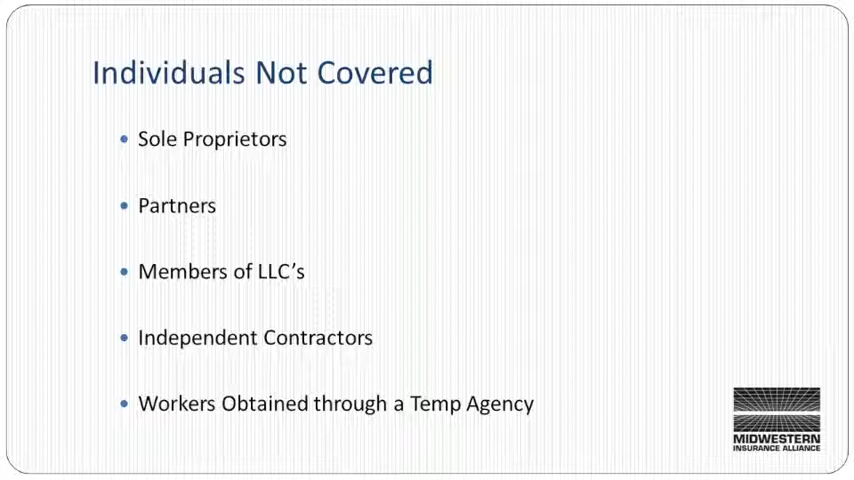 Individuals Not Covered
Sole Proprietors
Partners
Members of LLC’s
Independent Contractors
Workers Obtained through a Temp Agency
MIDWESTERN
INSURANCE ALLIANCE